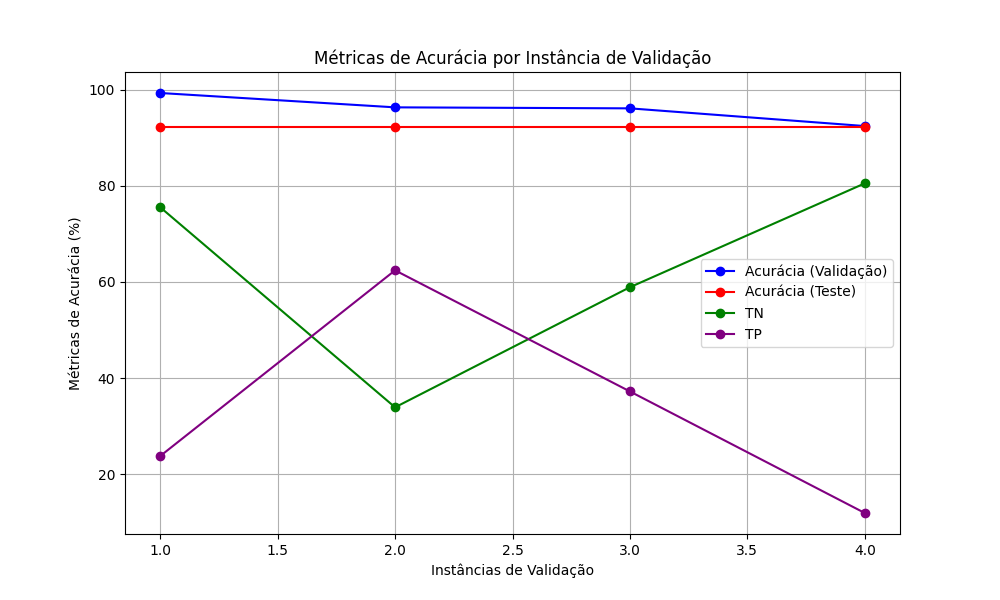 Métricas de Acurácia por Instância de Validação
Métricas de Acurácia (%)
100
80
60
40
20
1.0
1.5
2.0
2.5
3.0
3.5
4.0
Instâncias de Validação
Acurácia (Validação)
Acurácia (Teste)
TN
TP